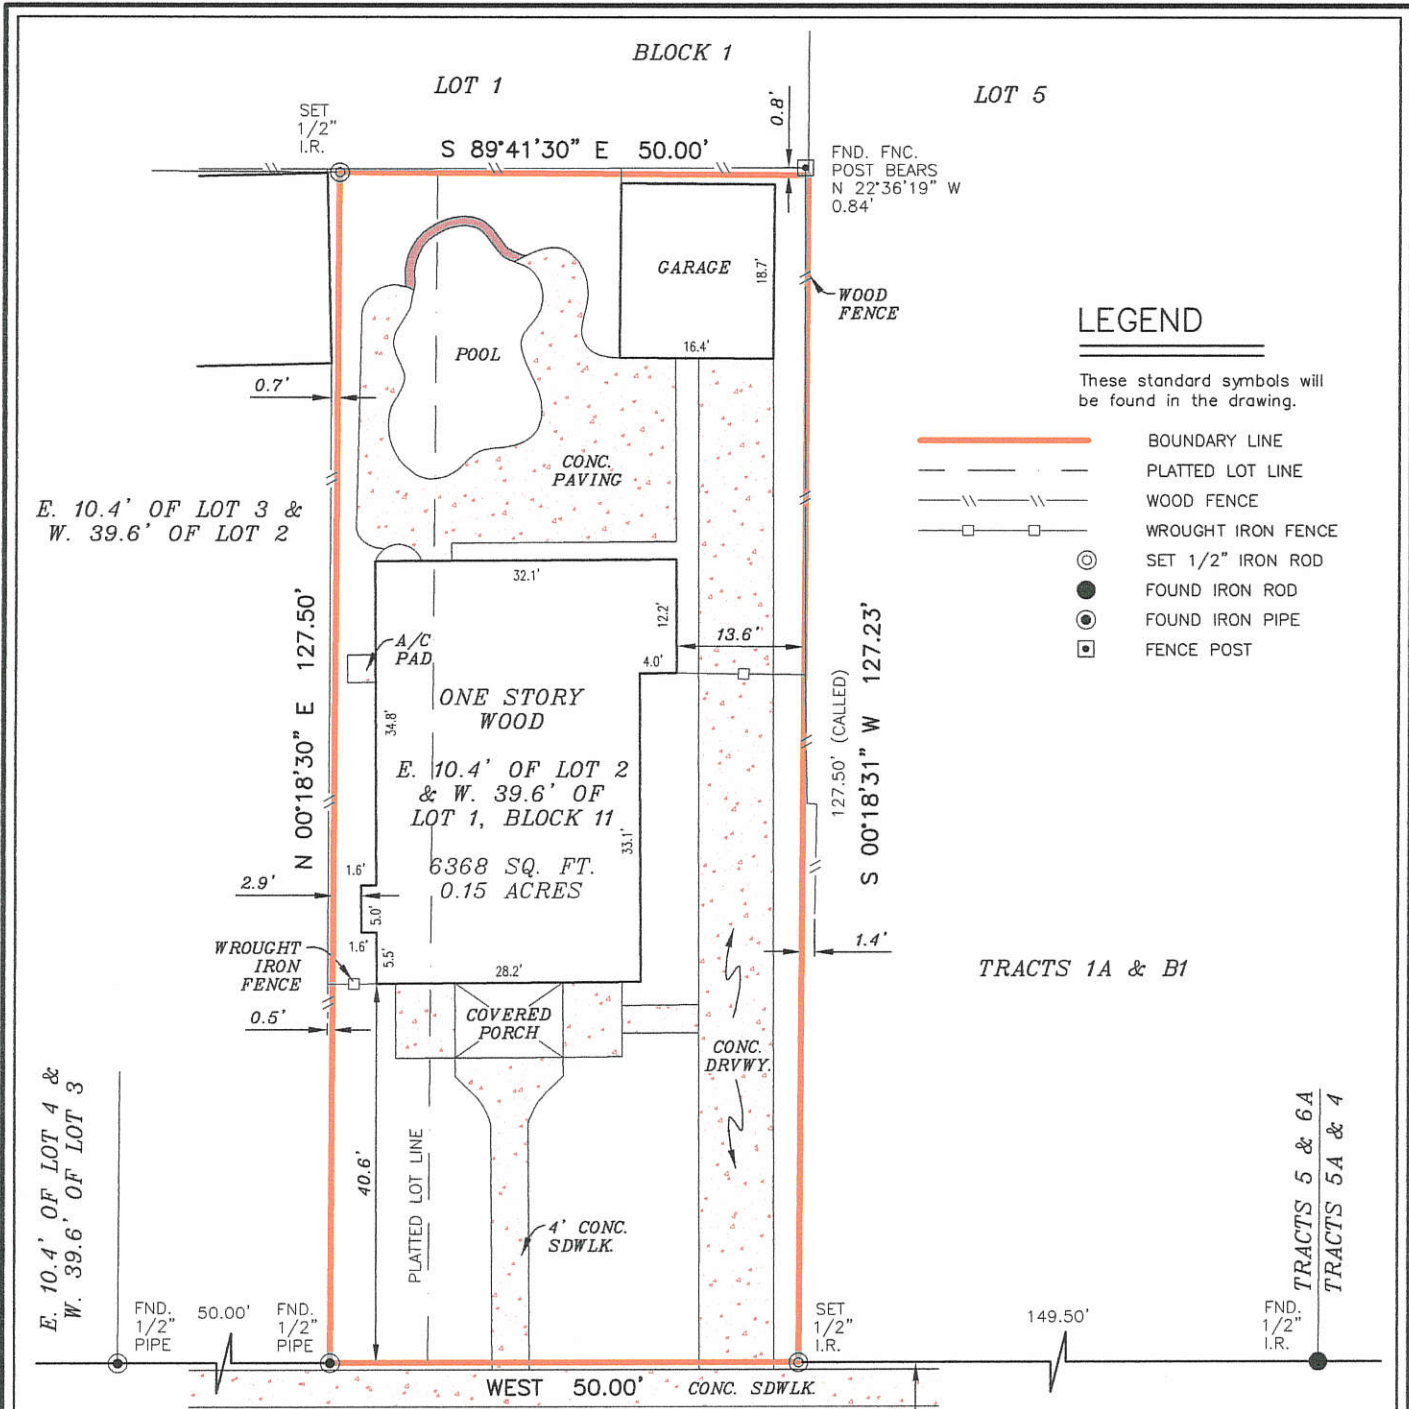 BLOCK 1
LOT 1
LOT 5
SET
1/2"
I.R.
S 89°41'30" E 50.00'
0.8'
FND. FNC.
POST BEARS
N 22°36'19" W
0.84'
GARAGE
18.7'
16.4'
WOOD
FENCE
POOL
0.7'
CONC.
PAVING
LEGEND
These standard symbols will
be found in the drawing.
BOUNDARY LINE
PLATTED LOT LINE
WOOD FENCE
WROUGHT IRON FENCE
SET 1/2" IRON ROD
FOUND IRON ROD
FOUND IRON PIPE
FENCE POST
E. 10.4' OF LOT 3 &
W. 39.6' OF LOT 2
N 00°18'30" E 127.50'
32.1'
12.2'
13.6'
4.0'
A/C
PAD
34.8'
ONE STORY
WOOD
E. 10.4' OF LOT 2
& W. 39.6' OF
LOT 1, BLOCK 11
6368 SQ. FT.
0.15 ACRES
33.1'
127.50' (CALLED)
S 00°18'31" W 127.23'
1.6'
2.9'
5.0'
1.6'
5.5'
WROUGHT
IRON
FENCE
0.5'
28.2'
COVERED
PORCH
CONC.
DRVWY.
1.4'
TRACTS 1A & B1
40.6'
PLATTED LOT LINE
4' CONC.
SDWLK.
E. 10.4' OF LOT 4 &
W. 39.6' OF LOT 3
TRACTS 5 & 6A
TRACTS 5A & 4
FND.
1/2"
PIPE
50.00'
FND.
1/2"
PIPE
SET
1/2"
I.R.
149.50'
FND.
1/2"
I.R.
WEST 50.00'
CONC. SDWLK.